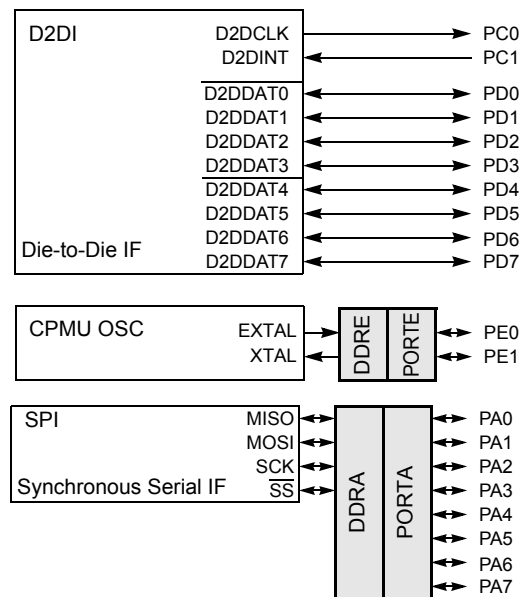 D2DI D2DCLK PC0
D2DINT PC1
D2DDAT0 PD0
D2DDAT1 PD1
D2DDAT2 PD2
D2DDAT3 PD3
D2DDAT4 PD4
D2DDAT5 PD5
D2DDAT6 PD6
Die-to-Die IF D2DDAT7 PD7
CPMU OSC EXTAL DDRE PORTE PE0
XTAL PE1
SPI MISO PA0
MOSI PA1
SCK PA2
Synchronous Serial IF SS DDRA PORTA PA3
PA4
PA5
PA6
PA7